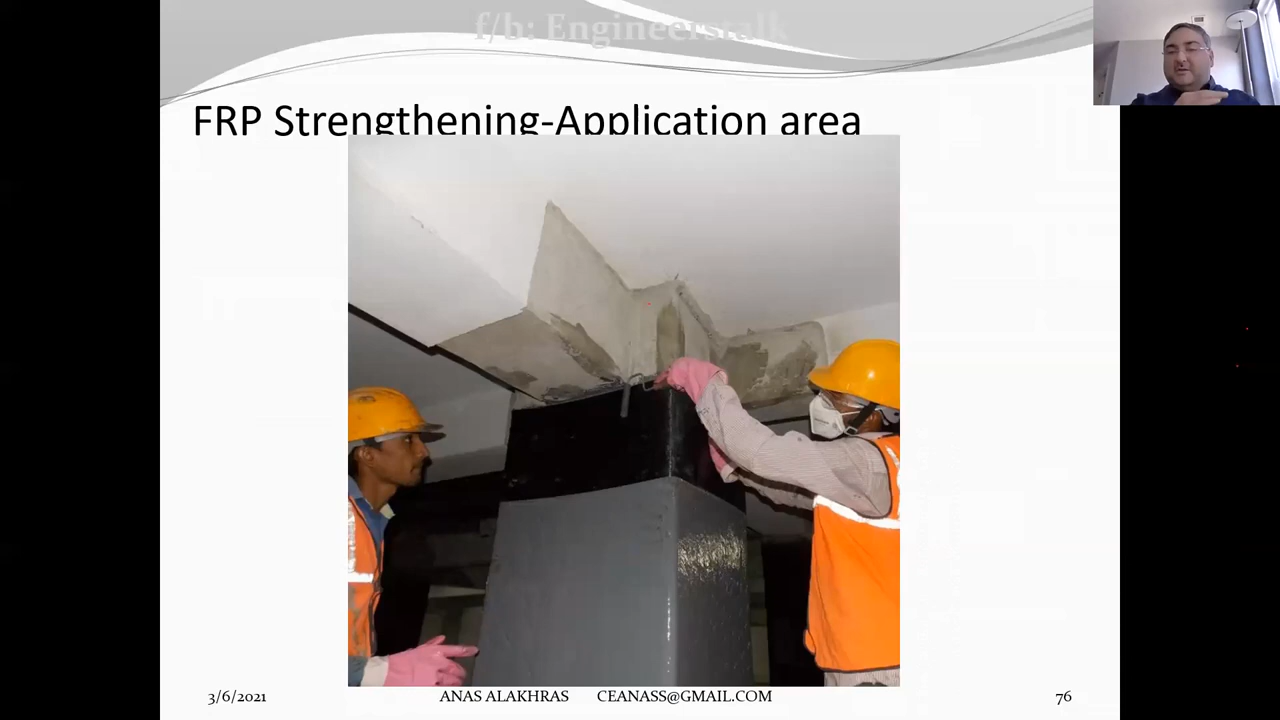 f/b: Engineerstalk
FRP Strengthening-Application area
3/6/2021
ANAS ALAKHRAS CEANASS@GMAIL.COM
76